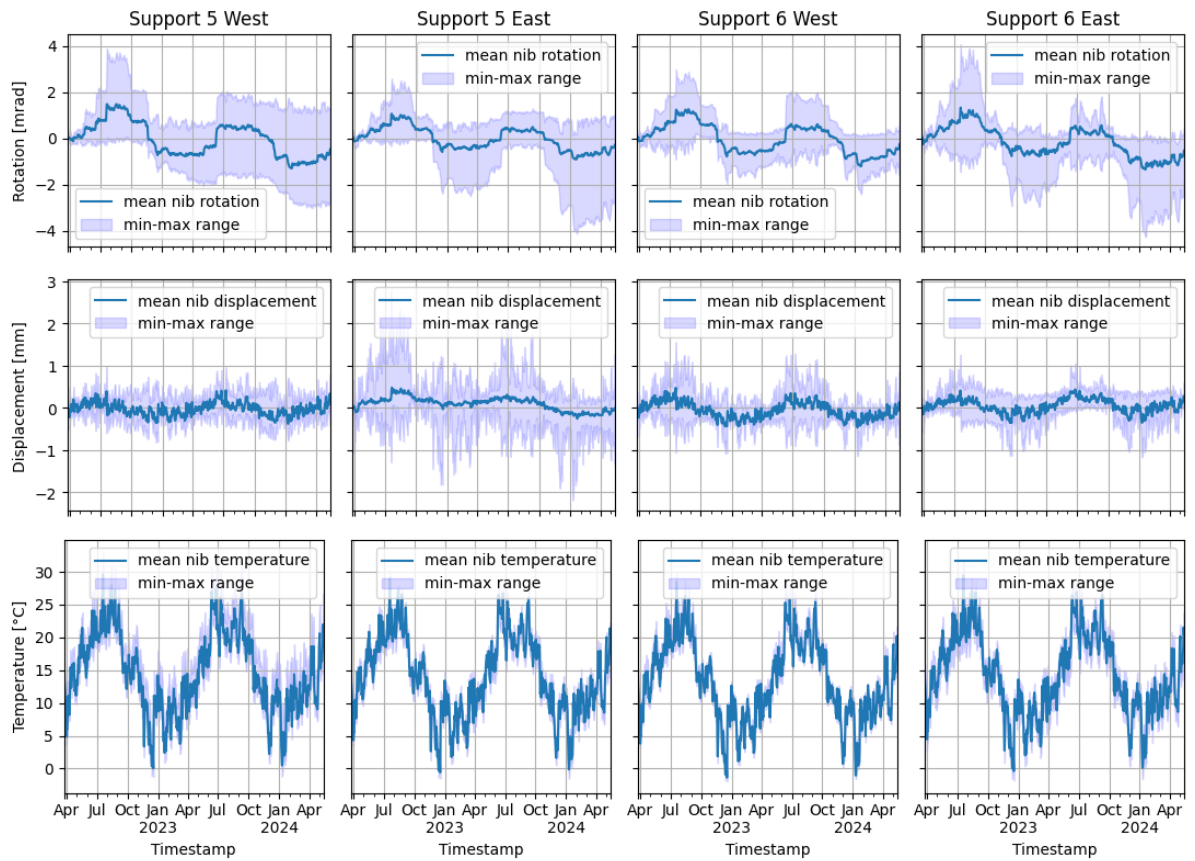 Support 5 West Support 5 East Support 6 West Support 6 East
Rotation [mrad]
4
2
0
−2
−4
mean nib rotation
min-max range
mean nib rotation
min-max range
mean nib rotation
min-max range
mean nib rotation
min-max range
Displacement [mm]
3
2
1
0
−1
−2
mean nib displacement
min-max range
mean nib displacement
min-max range
mean nib displacement
min-max range
mean nib displacement
min-max range
Temperature [°C]
30
25
20
15
10
5
0
mean nib temperature
min-max range
mean nib temperature
min-max range
mean nib temperature
min-max range
mean nib temperature
min-max range
Apr Jul Oct Jan Jul Oct Jan Apr
2023 2024
Timestamp
Apr Jul Oct Jan Apr Jul Oct Jan Apr
2023 2024
Timestamp
Apr Jul Oct Jan Apr Jul Oct Jan Apr
2023 2024
Timestamp
Apr Jul Oct Jan Apr Jul Oct Jan Apr
2023 2024
Timestamp